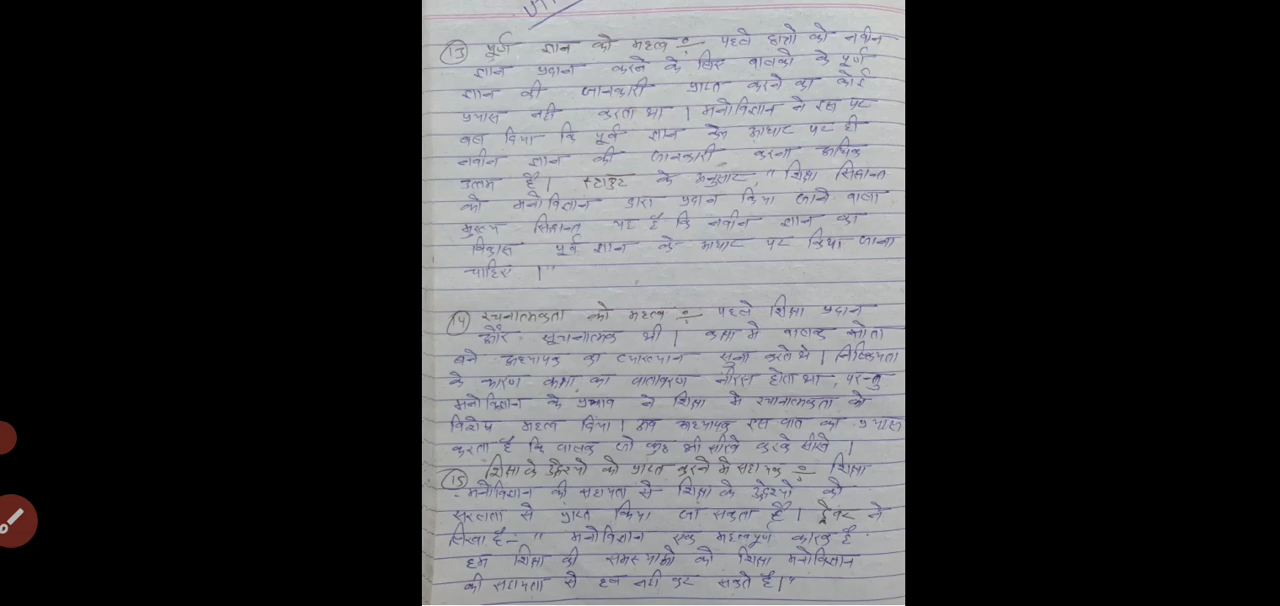 (13) पूर्ण ज्ञान को महत्व ÷ पहले छात्रो को नवीन
ज्ञान प्रदान करने के लिए बालको के पूर्ण
ज्ञान की जानकारी प्राप्त करने का कोई
प्रयास नही करता था | मनोविज्ञान ने इस पर
बल दिया कि पूर्व ज्ञान के आधार पर ही
नवीन ज्ञान की जानकारी करना अधिक
उत्तम है | स्टाउट के अनुसार, " शिक्षा सिद्धान्त
को मनोविज्ञान द्वारा प्रदान किया जाने वाला
मुख्य सिद्धान्त यह है कि नवीन ज्ञान का
विकास पूर्व ज्ञान के आधार पर किया जाना
चाहिए |"
(14) रचनात्मकता को महत्व ÷ पहले शिक्षा प्रदान
और सूचनात्मक थी | कक्षा मे बालक श्रोता
बने अध्यापक का व्याख्यान सुना करते थे | निष्क्रियता
के कारण कक्षा का वातावरण नीरस होता था, परन्तु
मनोविज्ञान के प्रभाव ने शिक्षा मे रचनात्मकता को
विशेष महत्व दिया | अब अध्यापक इस बात का प्रयास
करता है कि बालक जो कुछ भी सीखे करके सीखे |
(15) शिक्षा के उद्देश्यो को प्राप्त करने मे सहायक ÷ शिक्षा
मनोविज्ञान की सहायता से शिक्षा के उद्देश्यो को
सरलता से प्राप्त किया जा सकता है | ड्रेवर ने
लिखा है:- " मनोविज्ञान एक महत्वपूर्ण कारक है
हम शिक्षा की समस्याओ को शिक्षा मनोविज्ञान
की सहायता से हल नही कर सकते है |"